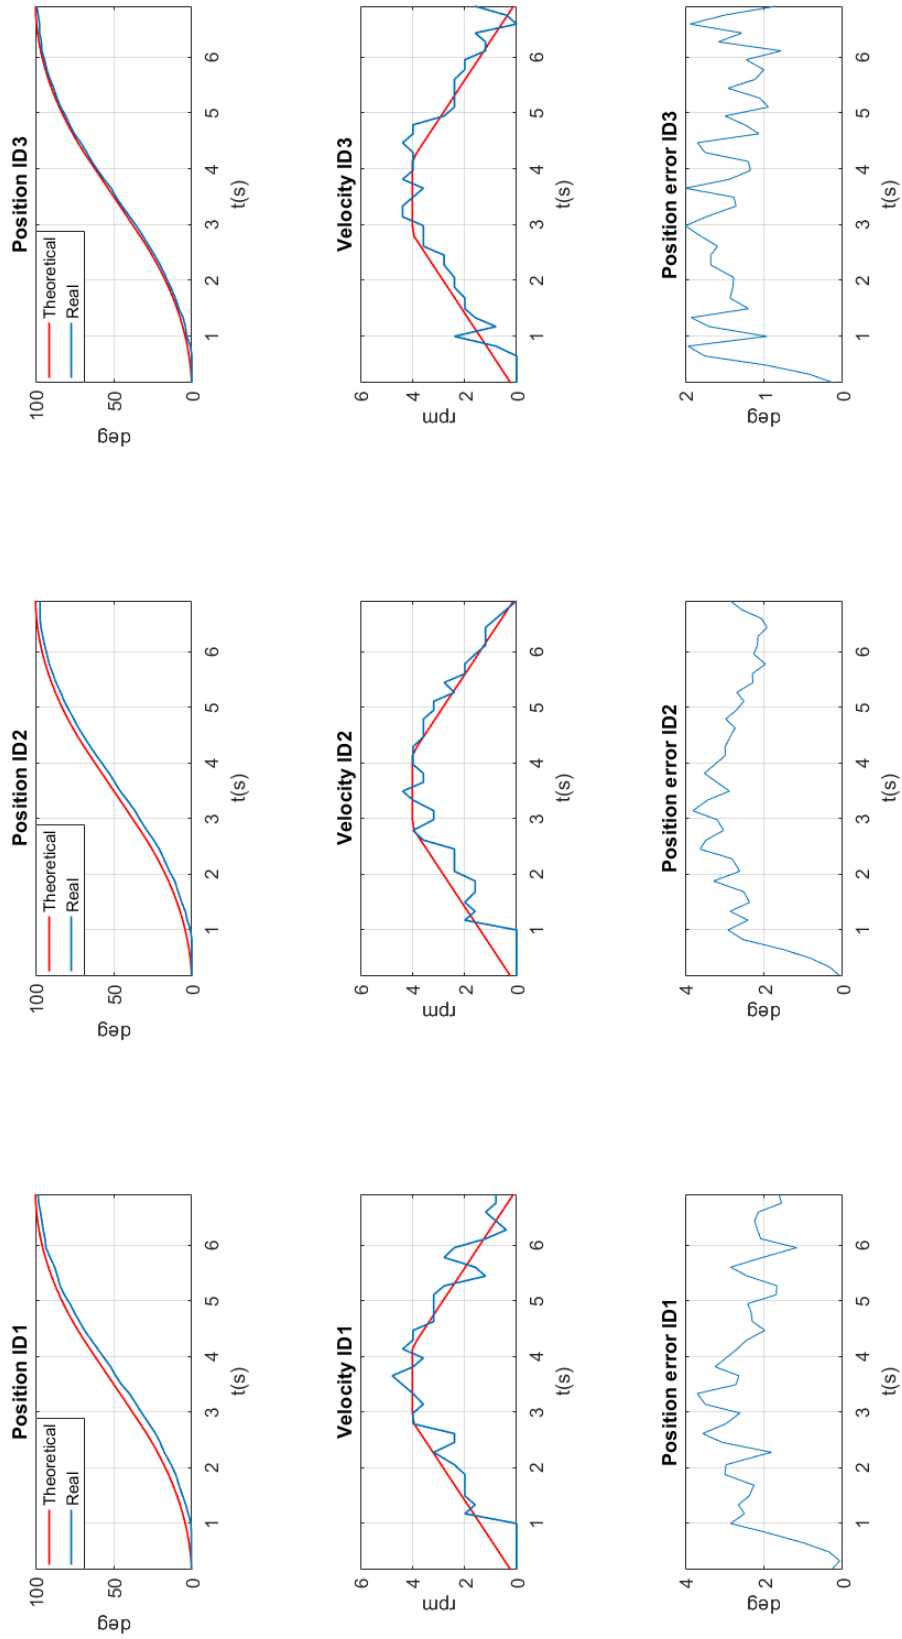 Position ID1
100
50
0
deg
Theoretical
Real
1 2 3 4 5 6
t(s)
Position ID2
100
50
0
deg
Theoretical
Real
1 2 3 4 5 6
t(s)
Position ID3
100
50
0
deg
Theoretical
Real
1 2 3 4 5 6
t(s)
Velocity ID1
6
4
2
0
rpm
1 2 3 4 5 6
t(s)
Velocity ID2
6
4
2
0
rpm
1 2 3 4 5 6
t(s)
Velocity ID3
6
4
2
0
rpm
1 2 3 4 5 6
t(s)
Position error ID1
4
2
0
deg
1 2 3 4 5 6
t(s)
Position error ID2
4
2
0
deg
1 2 3 4 5 6
t(s)
Position error ID3
2
1
0
deg
1 2 3 4 5 6
t(s)